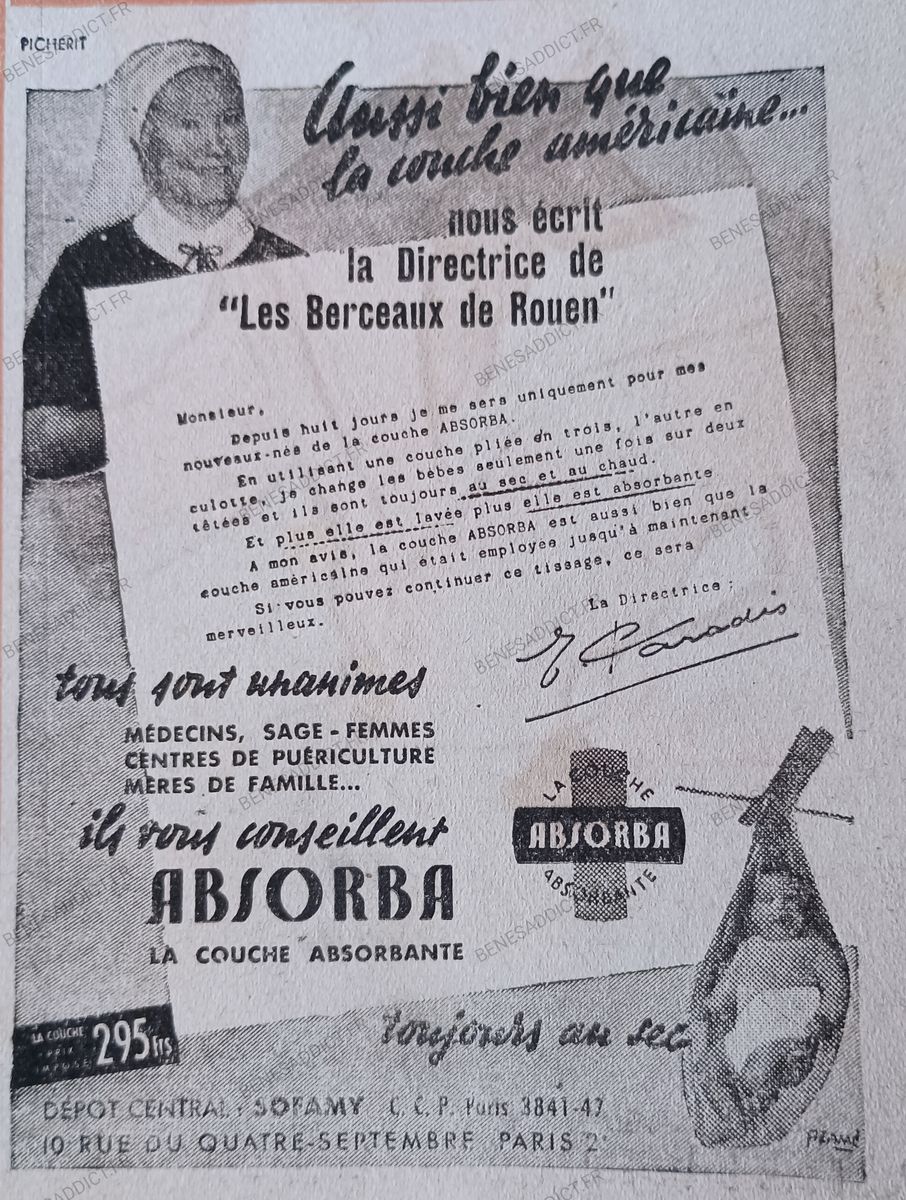 PICHERIT
Aussi bien que
la couche américaine...
nous écrit
la Directrice de
"Les Berceaux de Rouen"
Monsieur,
Depuis huit jours je me sers uniquement pour mes
nouveaux-nés de la couche ABSORBA.
En utilisant une couche pliée en trois, l'autre en
culotte, je change les bébés seulement une fois sur deux
têtées et ils sont toujours au sec et au chaud.
Et plus elle est lavée plus elle est absorbante
A mon avis, la couche ABSORBA est aussi bien que la
couche américaine qui était employée jusqu'à maintenant
Si vous pouvez continuer ce tissage, ce sera
merveilleux.
La Directrice :
Paradis
tous sont unanimes
MÉDECINS, SAGE-FEMMES
CENTRES DE PUÉRICULTURE
MÈRES DE FAMILLE...
ils vous conseillent
ABSORBA
LA COUCHE ABSORBANTE
LA COUCHE
ABSORBA
ABSORBANTE
LA COUCHE
PRIX
IMPOSÉ
295 frs
toujours au sec
DÉPOT CENTRAL : SOFAMY C. C. P. Paris 3841-47
10 RUE DU QUATRE-SEPTEMBRE PARIS 2e
BENESADDICT.FR